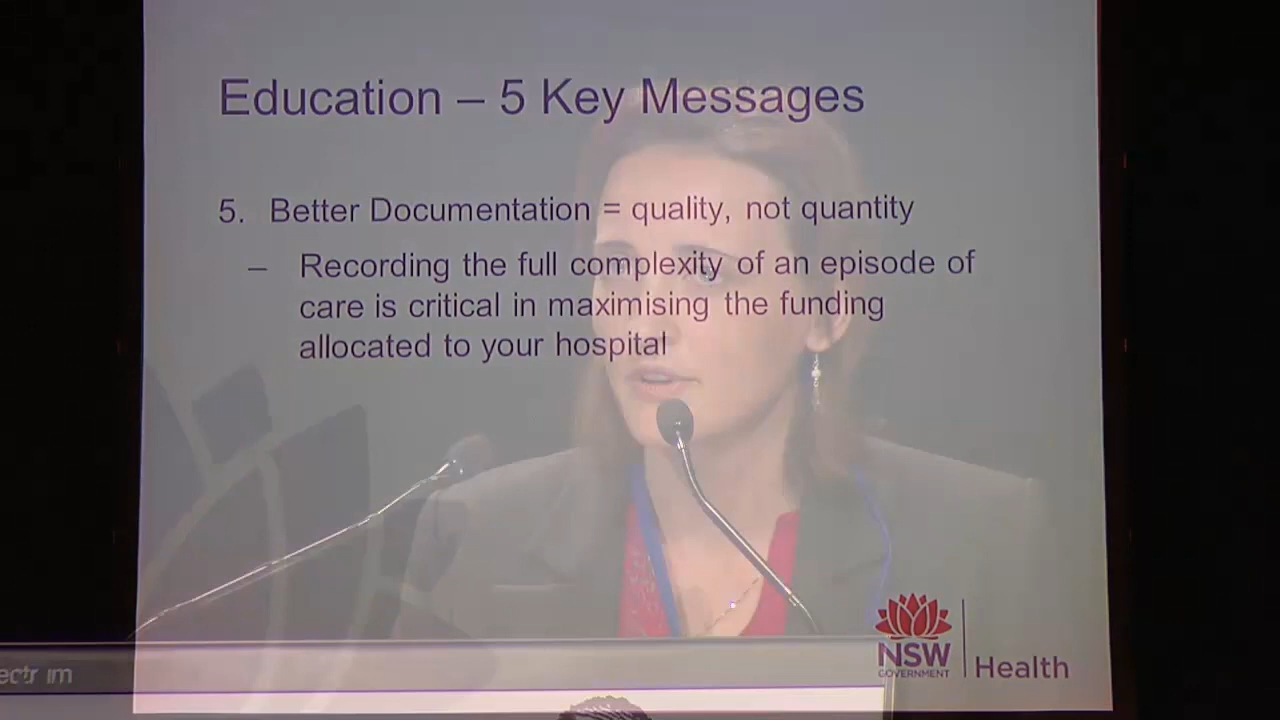 Education – 5 Key Messages
5. Better Documentation = quality, not quantity
– Recording the full complexity of an episode of
care is critical in maximising the funding
allocated to your hospital
NSW
GOVERNMENT
Health